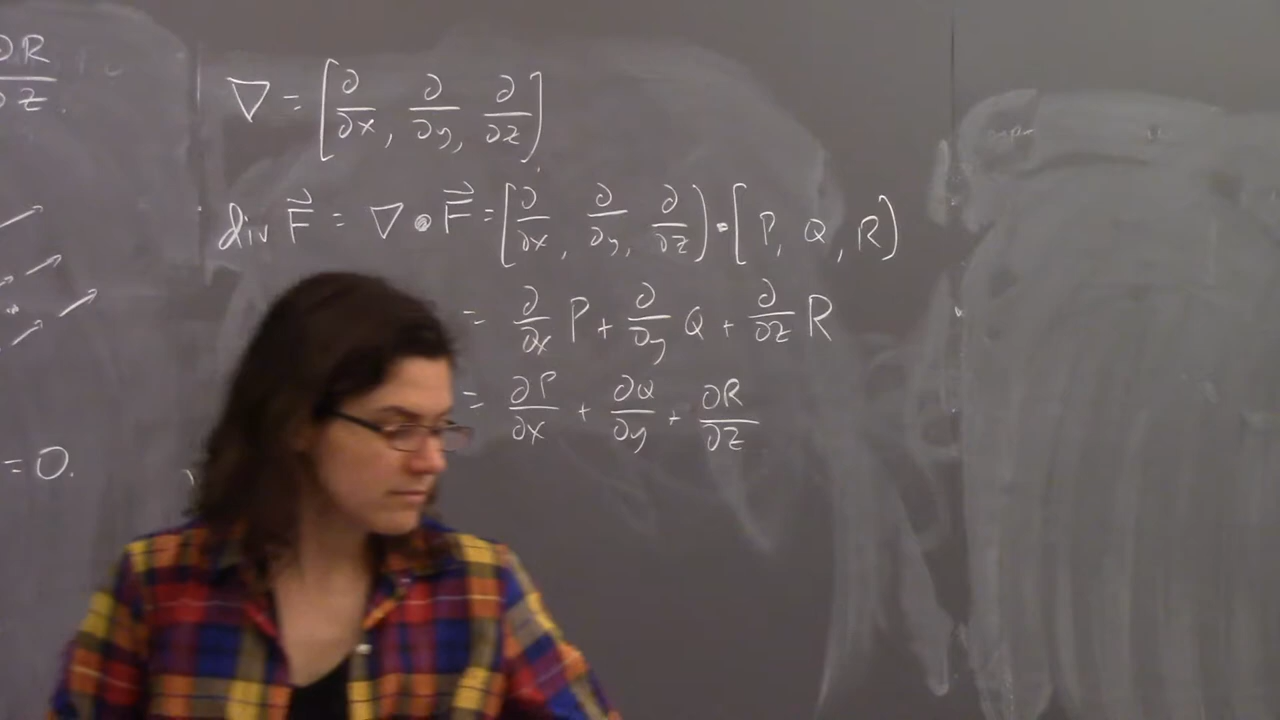 ∂R/∂z.
= 0.
∇ = [∂/∂x, ∂/∂y, ∂/∂z].
div F⃗ = ∇ • F⃗ = [∂/∂x, ∂/∂y, ∂/∂z] • [P, Q, R]
= ∂/∂x P + ∂/∂y Q + ∂/∂z R
= ∂P/∂x + ∂Q/∂y + ∂R/∂z